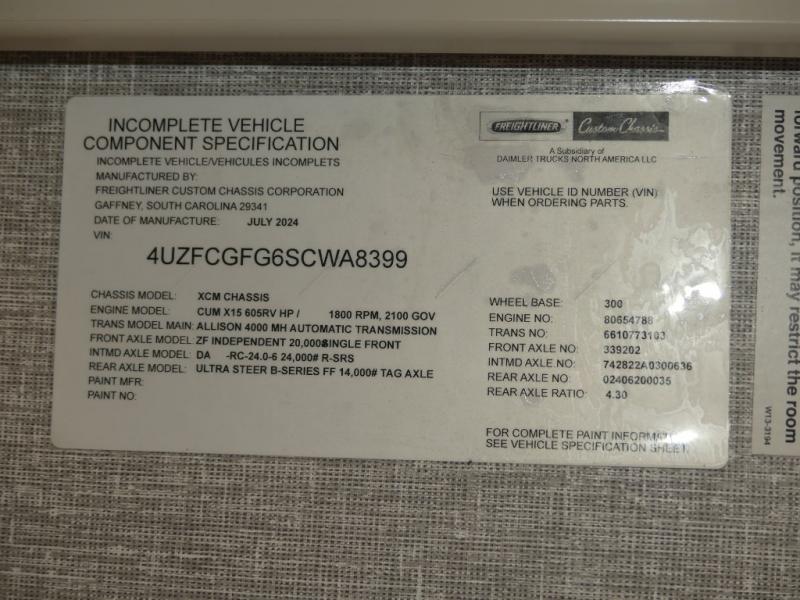 INCOMPLETE VEHICLE
COMPONENT SPECIFICATION
INCOMPLETE VEHICLE/VEHICULES INCOMPLETS
MANUFACTURED BY:
FREIGHTLINER CUSTOM CHASSIS CORPORATION
GAFFNEY, SOUTH CAROLINA 29341
DATE OF MANUFACTURE: JULY 2024
VIN:
4UZFCGFG6SCWA8399
CHASSIS MODEL: XCM CHASSIS
ENGINE MODEL: CUM X15 605RV HP / 1800 RPM, 2100 GOV
TRANS MODEL MAIN: ALLISON 4000 MH AUTOMATIC TRANSMISSION
FRONT AXLE MODEL: ZF INDEPENDENT 20,000# SINGLE FRONT
INTMD AXLE MODEL: DA -RC-24.0-6 24,000# R-SRS
REAR AXLE MODEL: ULTRA STEER B-SERIES FF 14,000# TAG AXLE
PAINT MFR:
PAINT NO:
FREIGHTLINER Custom Chassis
A Subsidiary of
DAIMLER TRUCKS NORTH AMERICA LLC
USE VEHICLE ID NUMBER (VIN)
WHEN ORDERING PARTS.
WHEEL BASE: 300
ENGINE NO: 80654788
TRANS NO: 6610773103
FRONT AXLE NO: 339202
INTMD AXLE NO: 742822A0300636
REAR AXLE NO: 02406200035
REAR AXLE RATIO: 4.30
FOR COMPLETE PAINT INFORMATION
SEE VEHICLE SPECIFICATION SHEET.
forward position, it may restrict the room
movement.
W13-3194